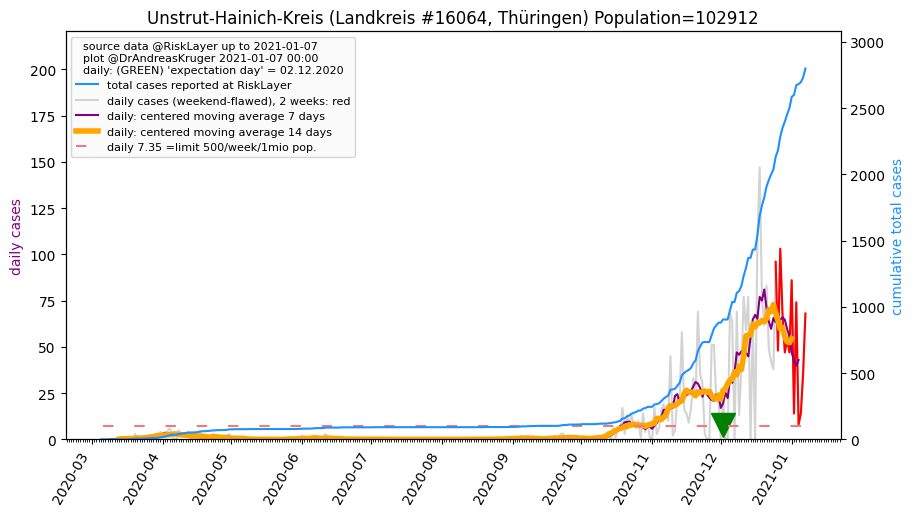 Unstrut-Hainich-Kreis (Landkreis #16064, Thüringen) Population=102912
source data @RiskLayer up to 2021-01-07
plot @DrAndreasKruger 2021-01-07 00:00
daily: (GREEN) 'expectation day' = 02.12.2020
total cases reported at RiskLayer
daily cases (weekend-flawed), 2 weeks: red
daily: centered moving average 7 days
daily: centered moving average 14 days
daily 7.35 =limit 500/week/1mio pop.
daily cases
200
175
150
125
100
75
50
25
0
cumulative total cases
3000
2500
2000
1500
1000
500
0
2020-03
2020-04
2020-05
2020-06
2020-07
2020-08
2020-09
2020-10
2020-11
2020-12
2021-01